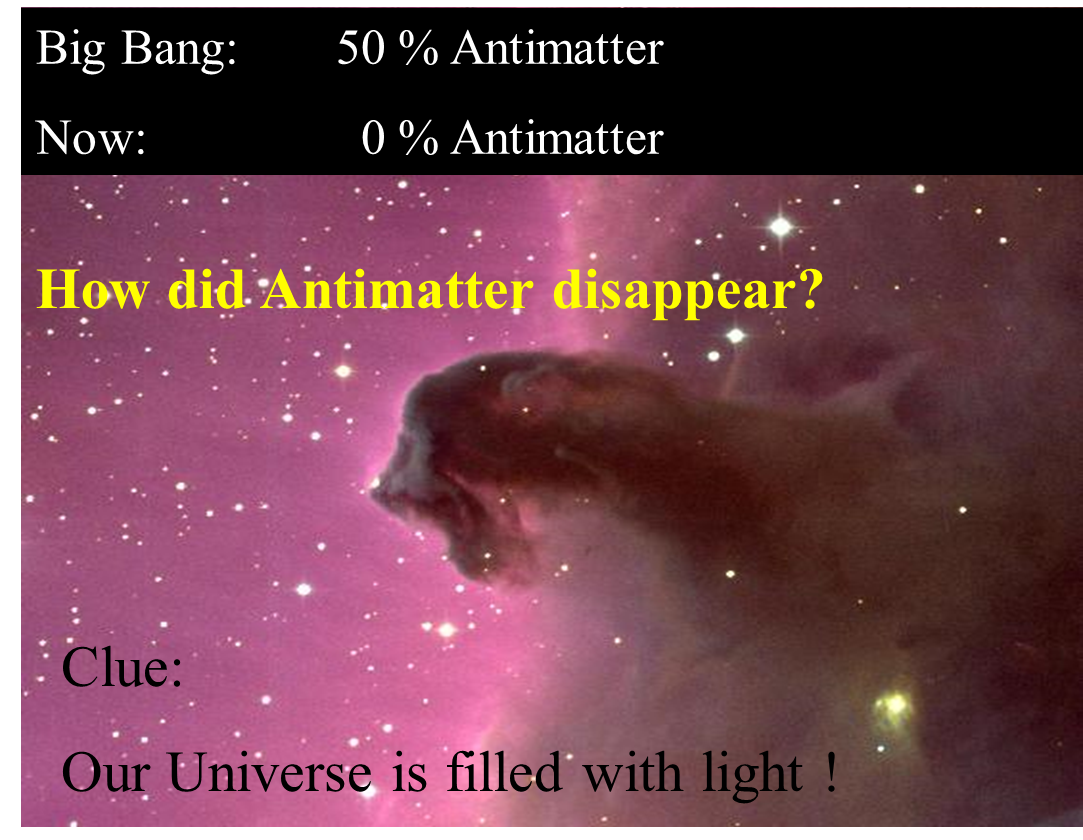 Big Bang: 50 % Antimatter
Now: 0 % Antimatter
How did Antimatter disappear?
Clue:
Our Universe is filled with light !